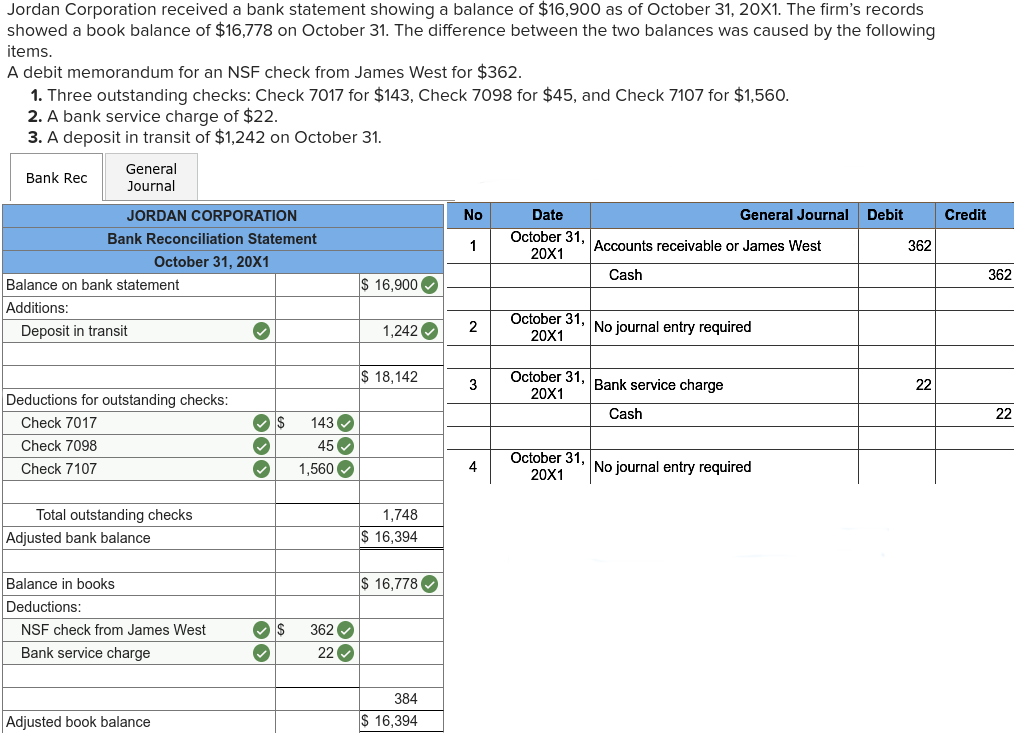 Jordan Corporation received a bank statement showing a balance of $16,900 as of October 31, 20X1. The firm's records
showed a book balance of $16,778 on October 31. The difference between the two balances was caused by the following
items.
A debit memorandum for an NSF check from James West for $362.
1. Three outstanding checks: Check 7017 for $143, Check 7098 for $45, and Check 7107 for $1,560.
2. A bank service charge of $22.
3. A deposit in transit of $1,242 on October 31.
Bank Rec
General
Journal
JORDAN CORPORATION
Bank Reconciliation Statement
October 31, 20X1
Balance on bank statement $ 16,900
Additions:
Deposit in transit 1,242
$ 18,142
Deductions for outstanding checks:
Check 7017 $ 143
Check 7098 45
Check 7107 1,560
Total outstanding checks 1,748
Adjusted bank balance $ 16,394
Balance in books $ 16,778
Deductions:
NSF check from James West $ 362
Bank service charge 22
384
Adjusted book balance $ 16,394
No Date General Journal Debit Credit
1 October 31, 20X1 Accounts receivable or James West 362
Cash 362
2 October 31, 20X1 No journal entry required
3 October 31, 20X1 Bank service charge 22
Cash 22
4 October 31, 20X1 No journal entry required